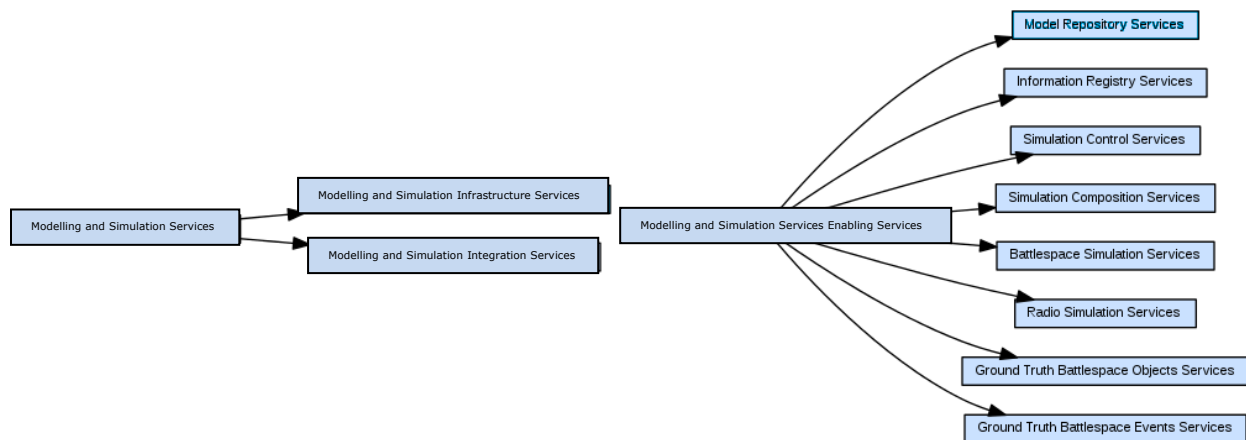 Modelling and Simulation Services
Modelling and Simulation Infrastructure Services
Modelling and Simulation Integration Services
Modelling and Simulation Services Enabling Services
Model Repository Services
Information Registry Services
Simulation Control Services
Simulation Composition Services
Battlespace Simulation Services
Radio Simulation Services
Ground Truth Battlespace Objects Services
Ground Truth Battlespace Events Services